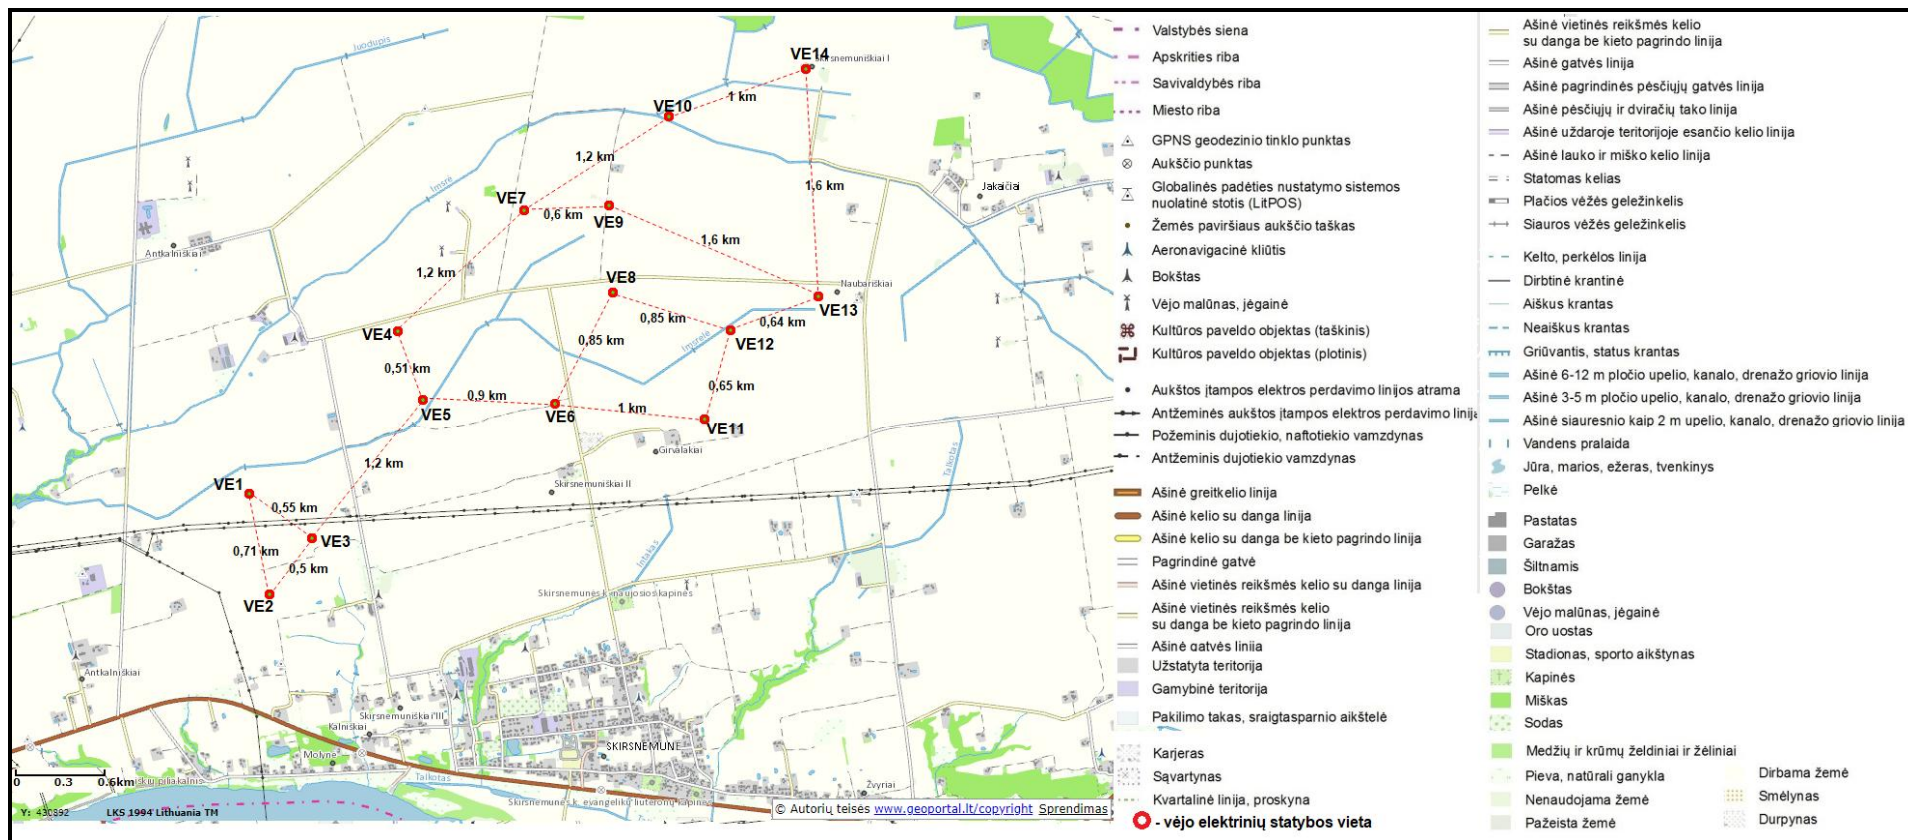 Juodupis
VE14
Skirsnemuniškiai I
1 km
VE10
1,2 km
Imsrė
VE7
0,6 km
VE9
1,6 km
Jakaičiai
Antkalniškiai
1,6 km
1,2 km
VE8
Naubariškiai
VE13
0,85 km
0,64 km
VE4
VE12
Imsrelė
0,85 km
0,51 km
0,65 km
0,9 km
VE5
VE6
1 km
VE11
Girvalakiai
Talkotas
1,2 km
VE1
Skirsnemuniškiai II
0,55 km
VE3
0,71 km
Intakas
0,5 km
VE2
Skirsnemunės k. naujosios kapinės
Antkalniškiai
Skirsnemuniškiai III
Kalniškiai
SKIRSNEMUNĖ
Molynė
0 0.3 0.6km
piliakalnis
Talkotas
Žvyriai
Skirsnemunės k. evangelikų liuteronų kapinės
Y: 430892 LKS 1994 Lithuania TM
© Autorių teisės www.geoportal.lt/copyright Sprendimas
Valstybės siena
Apskrities riba
Savivaldybės riba
Miesto riba
GPNS geodezinio tinklo punktas
Aukščio punktas
Globalinės padėties nustatymo sistemos
nuolatinė stotis (LitPOS)
Žemės paviršiaus aukščio taškas
Aeronavigacinė kliūtis
Bokštas
Vėjo malūnas, jėgainė
Kultūros paveldo objektas (taškinis)
Kultūros paveldo objektas (plotinis)
Aukštos įtampos elektros perdavimo linijos atrama
Antžeminės aukštos įtampos elektros perdavimo linija
Požeminis dujotiekio, naftotiekio vamzdynas
Antžeminis dujotiekio vamzdynas
Ašinė greitkelio linija
Ašinė kelio su danga linija
Ašinė kelio su danga be kieto pagrindo linija
Pagrindinė gatvė
Ašinė vietinės reikšmės kelio su danga linija
Ašinė vietinės reikšmės kelio
su danga be kieto pagrindo linija
Ašinė gatvės linija
Užstatyta teritorija
Gamybinė teritorija
Pakilimo takas, sraigtasparnio aikštelė
Karjeras
Sąvartynas
Kvartalinė linija, proskyna
- vėjo elektrinių statybos vieta
Ašinė vietinės reikšmės kelio
su danga be kieto pagrindo linija
Ašinė gatvės linija
Ašinė pagrindinės pėsčiųjų gatvės linija
Ašinė pėsčiųjų ir dviračių tako linija
Ašinė uždaroje teritorijoje esančio kelio linija
Ašinė lauko ir miško kelio linija
Statomas kelias
Plačios vėžės geležinkelis
Siauros vėžės geležinkelis
Kelto, perkėlos linija
Dirbtinė krantinė
Aiškus krantas
Neaiškus krantas
Griūvantis, status krantas
Ašinė 6-12 m pločio upelio, kanalo, drenažo griovio linija
Ašinė 3-5 m pločio upelio, kanalo, drenažo griovio linija
Ašinė siauresnio kaip 2 m upelio, kanalo, drenažo griovio linija
Vandens pralaida
Jūra, marios, ežeras, tvenkinys
Pelkė
Pastatas
Garažas
Šiltnamis
Bokštas
Vėjo malūnas, jėgainė
Oro uostas
Stadionas, sporto aikštynas
Kapinės
Miškas
Sodas
Medžių ir krūmų želdiniai ir žėliniai
Pieva, natūrali ganykla
Nenaudojama žemė
Pažeista žemė
Dirbama žemė
Smėlynas
Durpynas